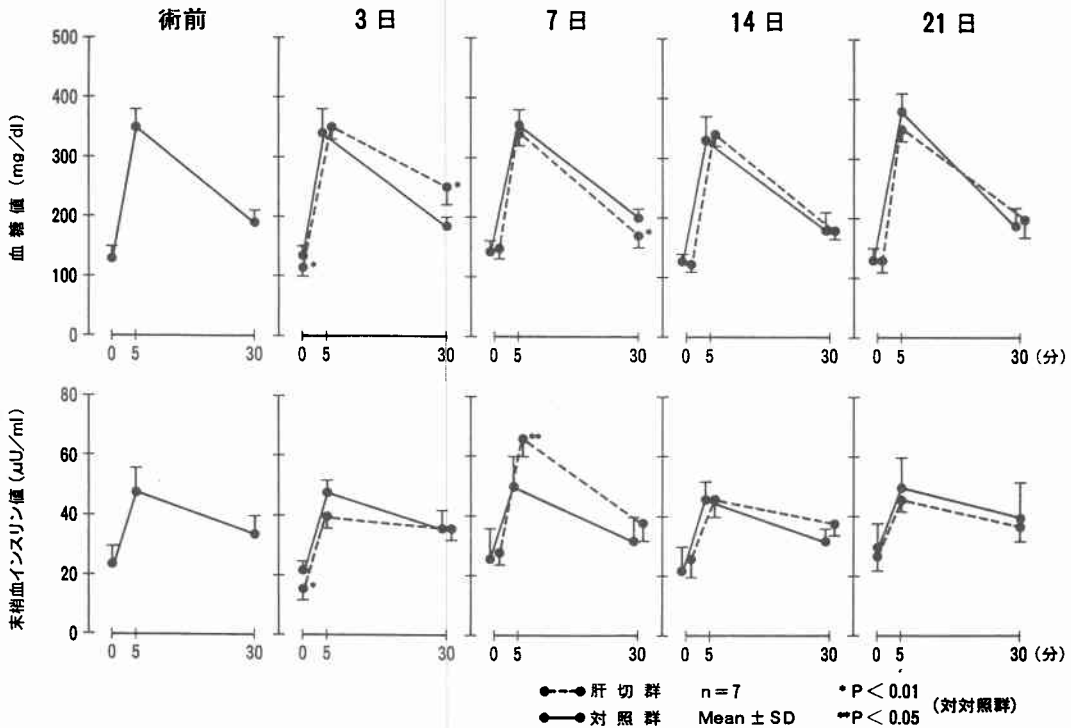 術前 3日 7日 14日 21日
500
400
300
200
100
0
血糖値 (mg/dl)
0 5 30 0 5 30 0 5 30 0 5 30 0 5 30 (分)
* * *
80
60
40
20
0
末梢血インスリン値 (μU/ml)
* **
0 5 30 0 5 30 0 5 30 0 5 30 0 5 30 (分)
肝切群 n=7 * P < 0.01
対照群 Mean ± SD **P < 0.05 (対対照群)